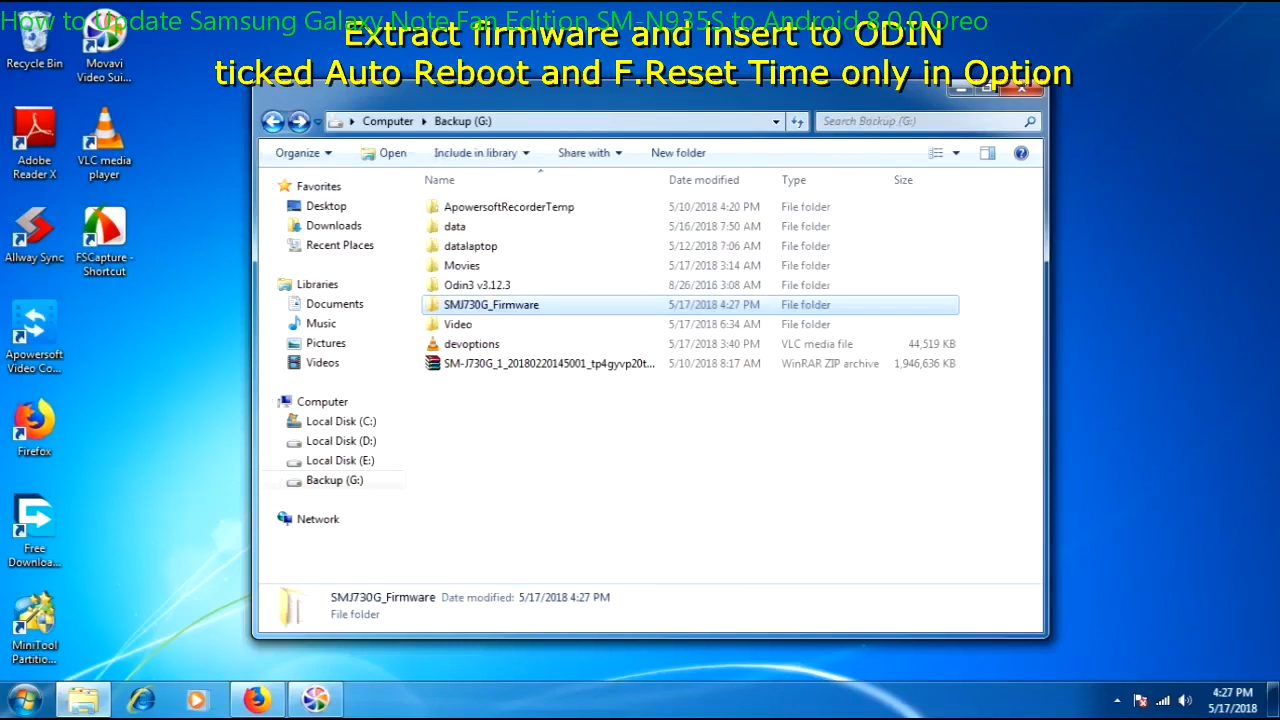 How to Update Samsung Galaxy Note Fan Edition SM-N935S to Android 8.0.0 Oreo
Extract firmware and insert to ODIN
ticked Auto Reboot and F.Reset Time only in Option
Recycle Bin
Movavi
Video Sui...
Adobe
Reader X
VLC media
player
Allway Sync
FSCapture -
Shortcut
Apowersoft
Video Co...
Firefox
Free
Downloa...
MiniTool
Partitio...
Computer
Backup (G:)
Search Backup (G:)
Organize
Open
Include in library
Share with
New folder
Favorites
Desktop
Downloads
Recent Places
Libraries
Documents
Music
Pictures
Videos
Computer
Local Disk (C:)
Local Disk (D:)
Local Disk (E:)
Backup (G:)
Network
Name Date modified Type Size
ApowersoftRecorderTemp 5/10/2018 4:20 PM File folder
data 5/16/2018 7:50 AM File folder
datalaptop 5/12/2018 7:06 AM File folder
Movies 5/17/2018 3:14 AM File folder
Odin3 v3.12.3 8/26/2016 3:08 AM File folder
SMJ730G_Firmware 5/17/2018 4:27 PM File folder
Video 5/17/2018 6:34 AM File folder
devoptions 5/17/2018 3:40 PM VLC media file 44,519 KB
SM-J730G_1_20180220145001_tp4gyvp20t... 5/10/2018 8:17 AM WinRAR ZIP archive 1,946,636 KB
SMJ730G_Firmware Date modified: 5/17/2018 4:27 PM
File folder
4:27 PM
5/17/2018